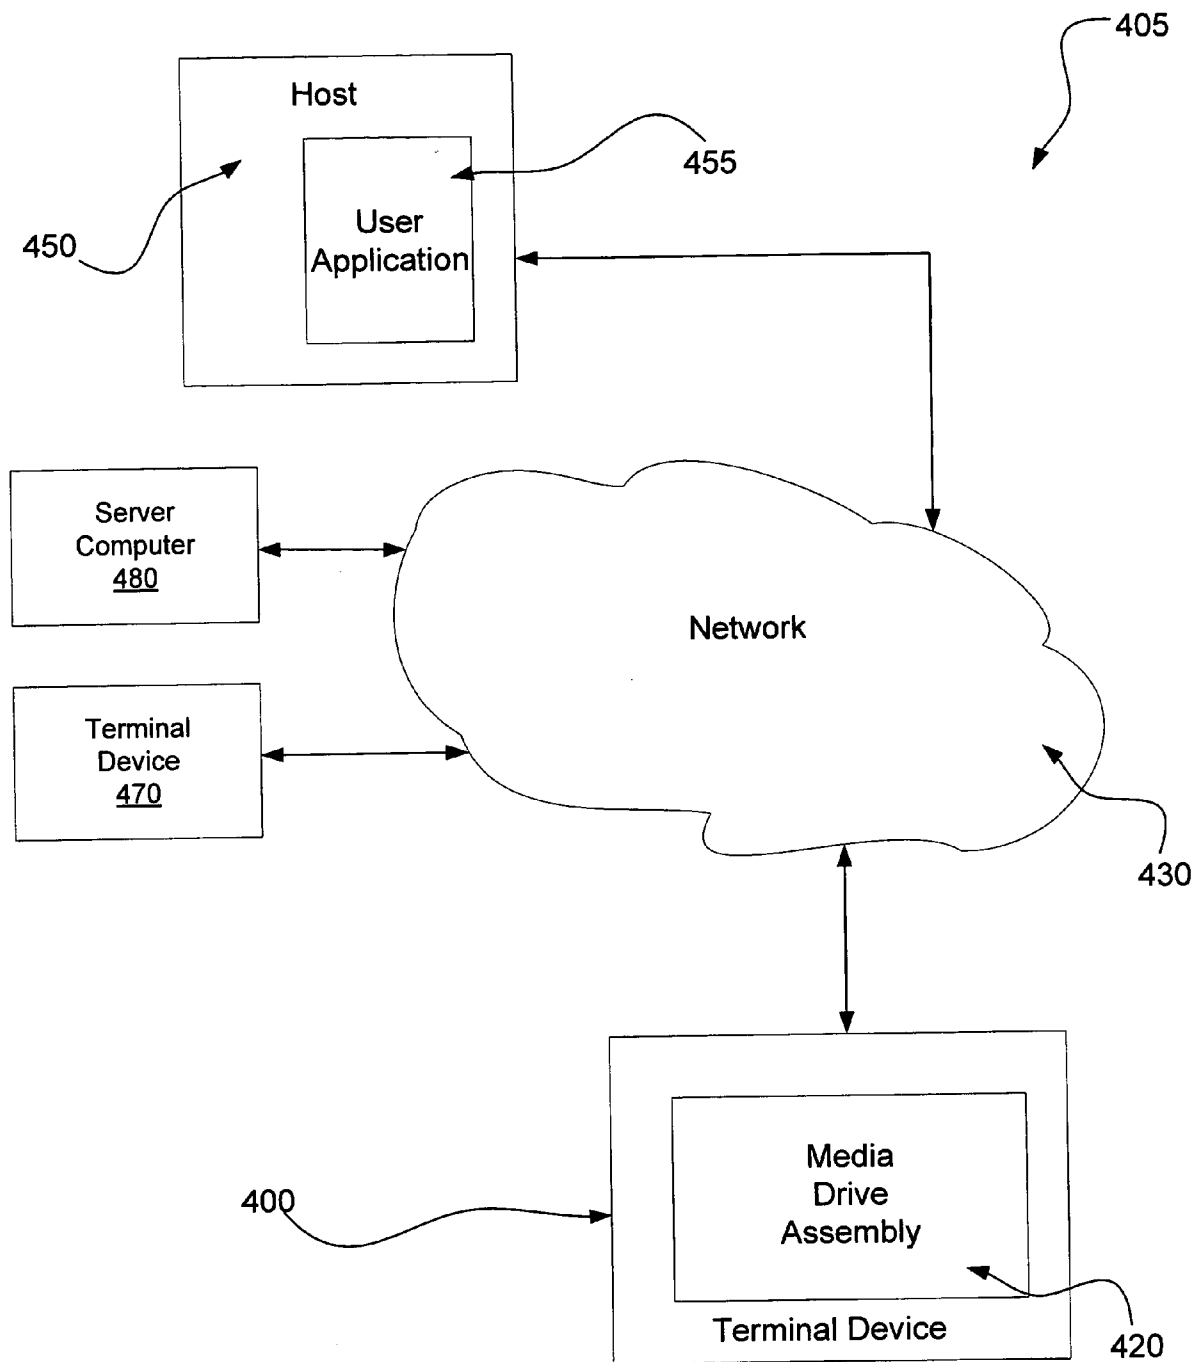 405
Host
455
User
Application
450
Server
Computer
480
Network
Terminal
Device
470
430
Media
Drive
Assembly
400
Terminal Device
420